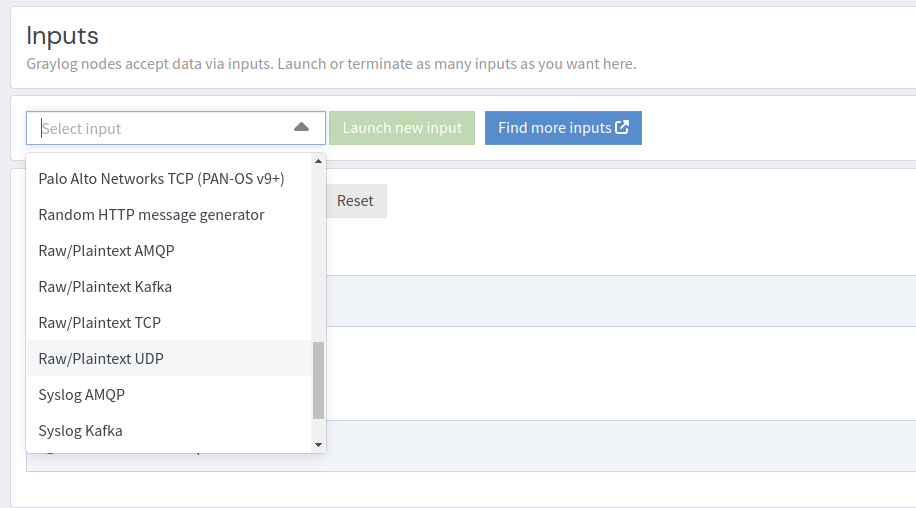 Inputs
Graylog nodes accept data via inputs. Launch or terminate as many inputs as you want here.
Select input
Launch new input
Find more inputs
Palo Alto Networks TCP (PAN-OS v9+)
Reset
Random HTTP message generator
Raw/Plaintext AMQP
Raw/Plaintext Kafka
Raw/Plaintext TCP
Raw/Plaintext UDP
Syslog AMQP
Syslog Kafka